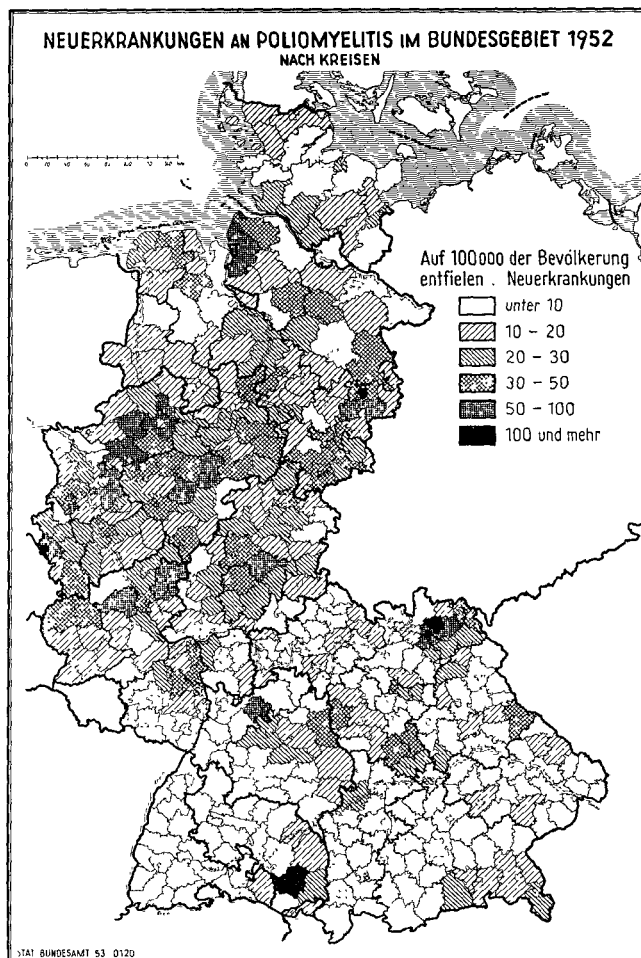 NEUERKRANKUNGEN AN POLIOMYELITIS IM BUNDESGEBIET 1952
NACH KREISEN
Auf 100000 der Bevölkerung
entfielen . Neuerkrankungen
unter 10
10 – 20
20 – 30
30 – 50
50 – 100
100 und mehr
STAT BUNDESAMT 53 0120